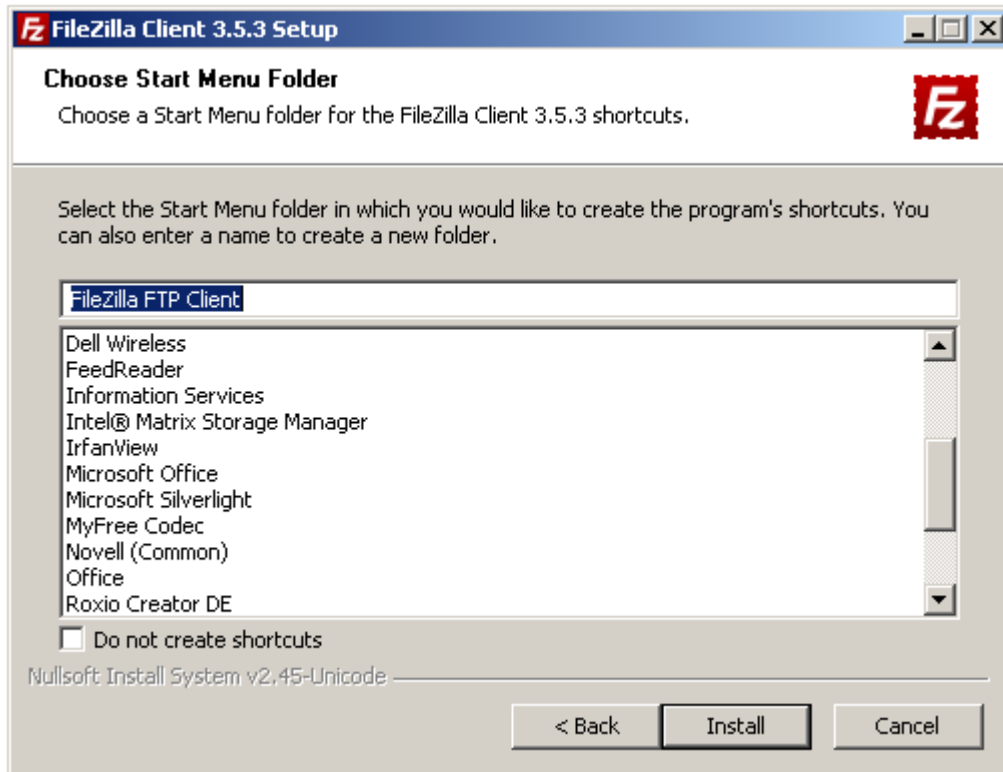 FileZilla Client 3.5.3 Setup
Choose Start Menu Folder
Choose a Start Menu folder for the FileZilla Client 3.5.3 shortcuts.
Fz
Select the Start Menu folder in which you would like to create the program's shortcuts. You
can also enter a name to create a new folder.
FileZilla FTP Client
Dell Wireless
FeedReader
Information Services
Intel® Matrix Storage Manager
IrfanView
Microsoft Office
Microsoft Silverlight
MyFree Codec
Novell (Common)
Office
Roxio Creator DE
Do not create shortcuts
Nullsoft Install System v2.45-Unicode
< Back
Install
Cancel